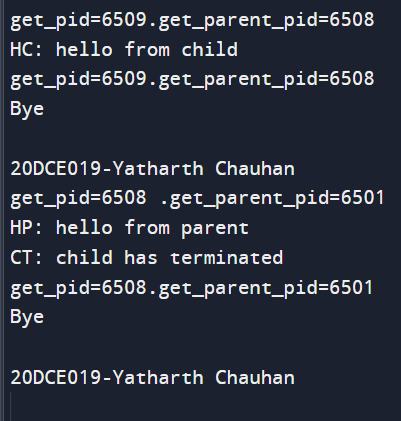 get_pid=6509.get_parent_pid=6508
HC: hello from child
get_pid=6509.get_parent_pid=6508
Bye

20DCE019-Yatharth Chauhan
get_pid=6508 .get_parent_pid=6501
HP: hello from parent
CT: child has terminated
get_pid=6508.get_parent_pid=6501
Bye

20DCE019-Yatharth Chauhan